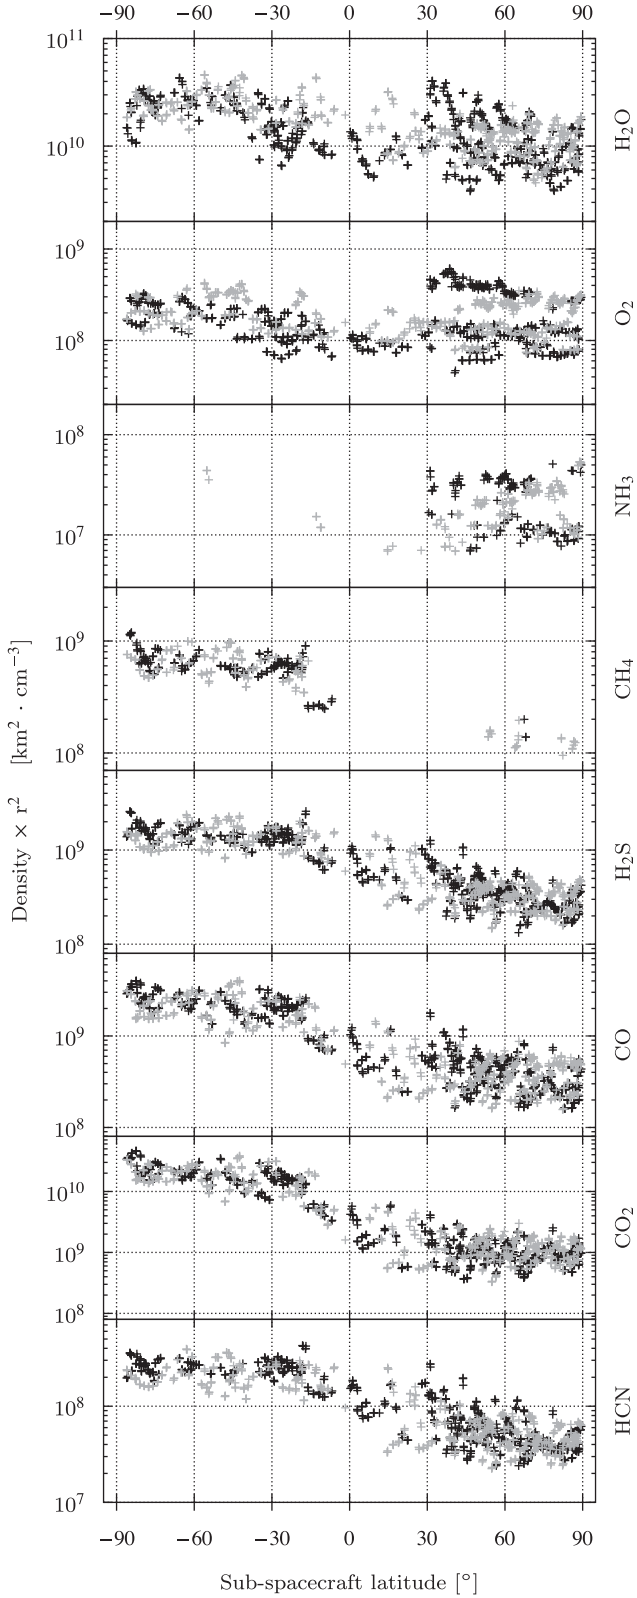 −90 −60 −30 0 30 60 90
10¹¹
10¹⁰
H₂O
10⁹
10⁸
O₂
10⁸
10⁷
NH₃
10⁹
10⁸
CH₄
10⁹
10⁸
H₂S
10⁹
10⁸
CO
10¹⁰
10⁹
10⁸
CO₂
10⁸
10⁷
HCN
Density × r² [km² · cm⁻³]
−90 −60 −30 0 30 60 90
Sub-spacecraft latitude [°]